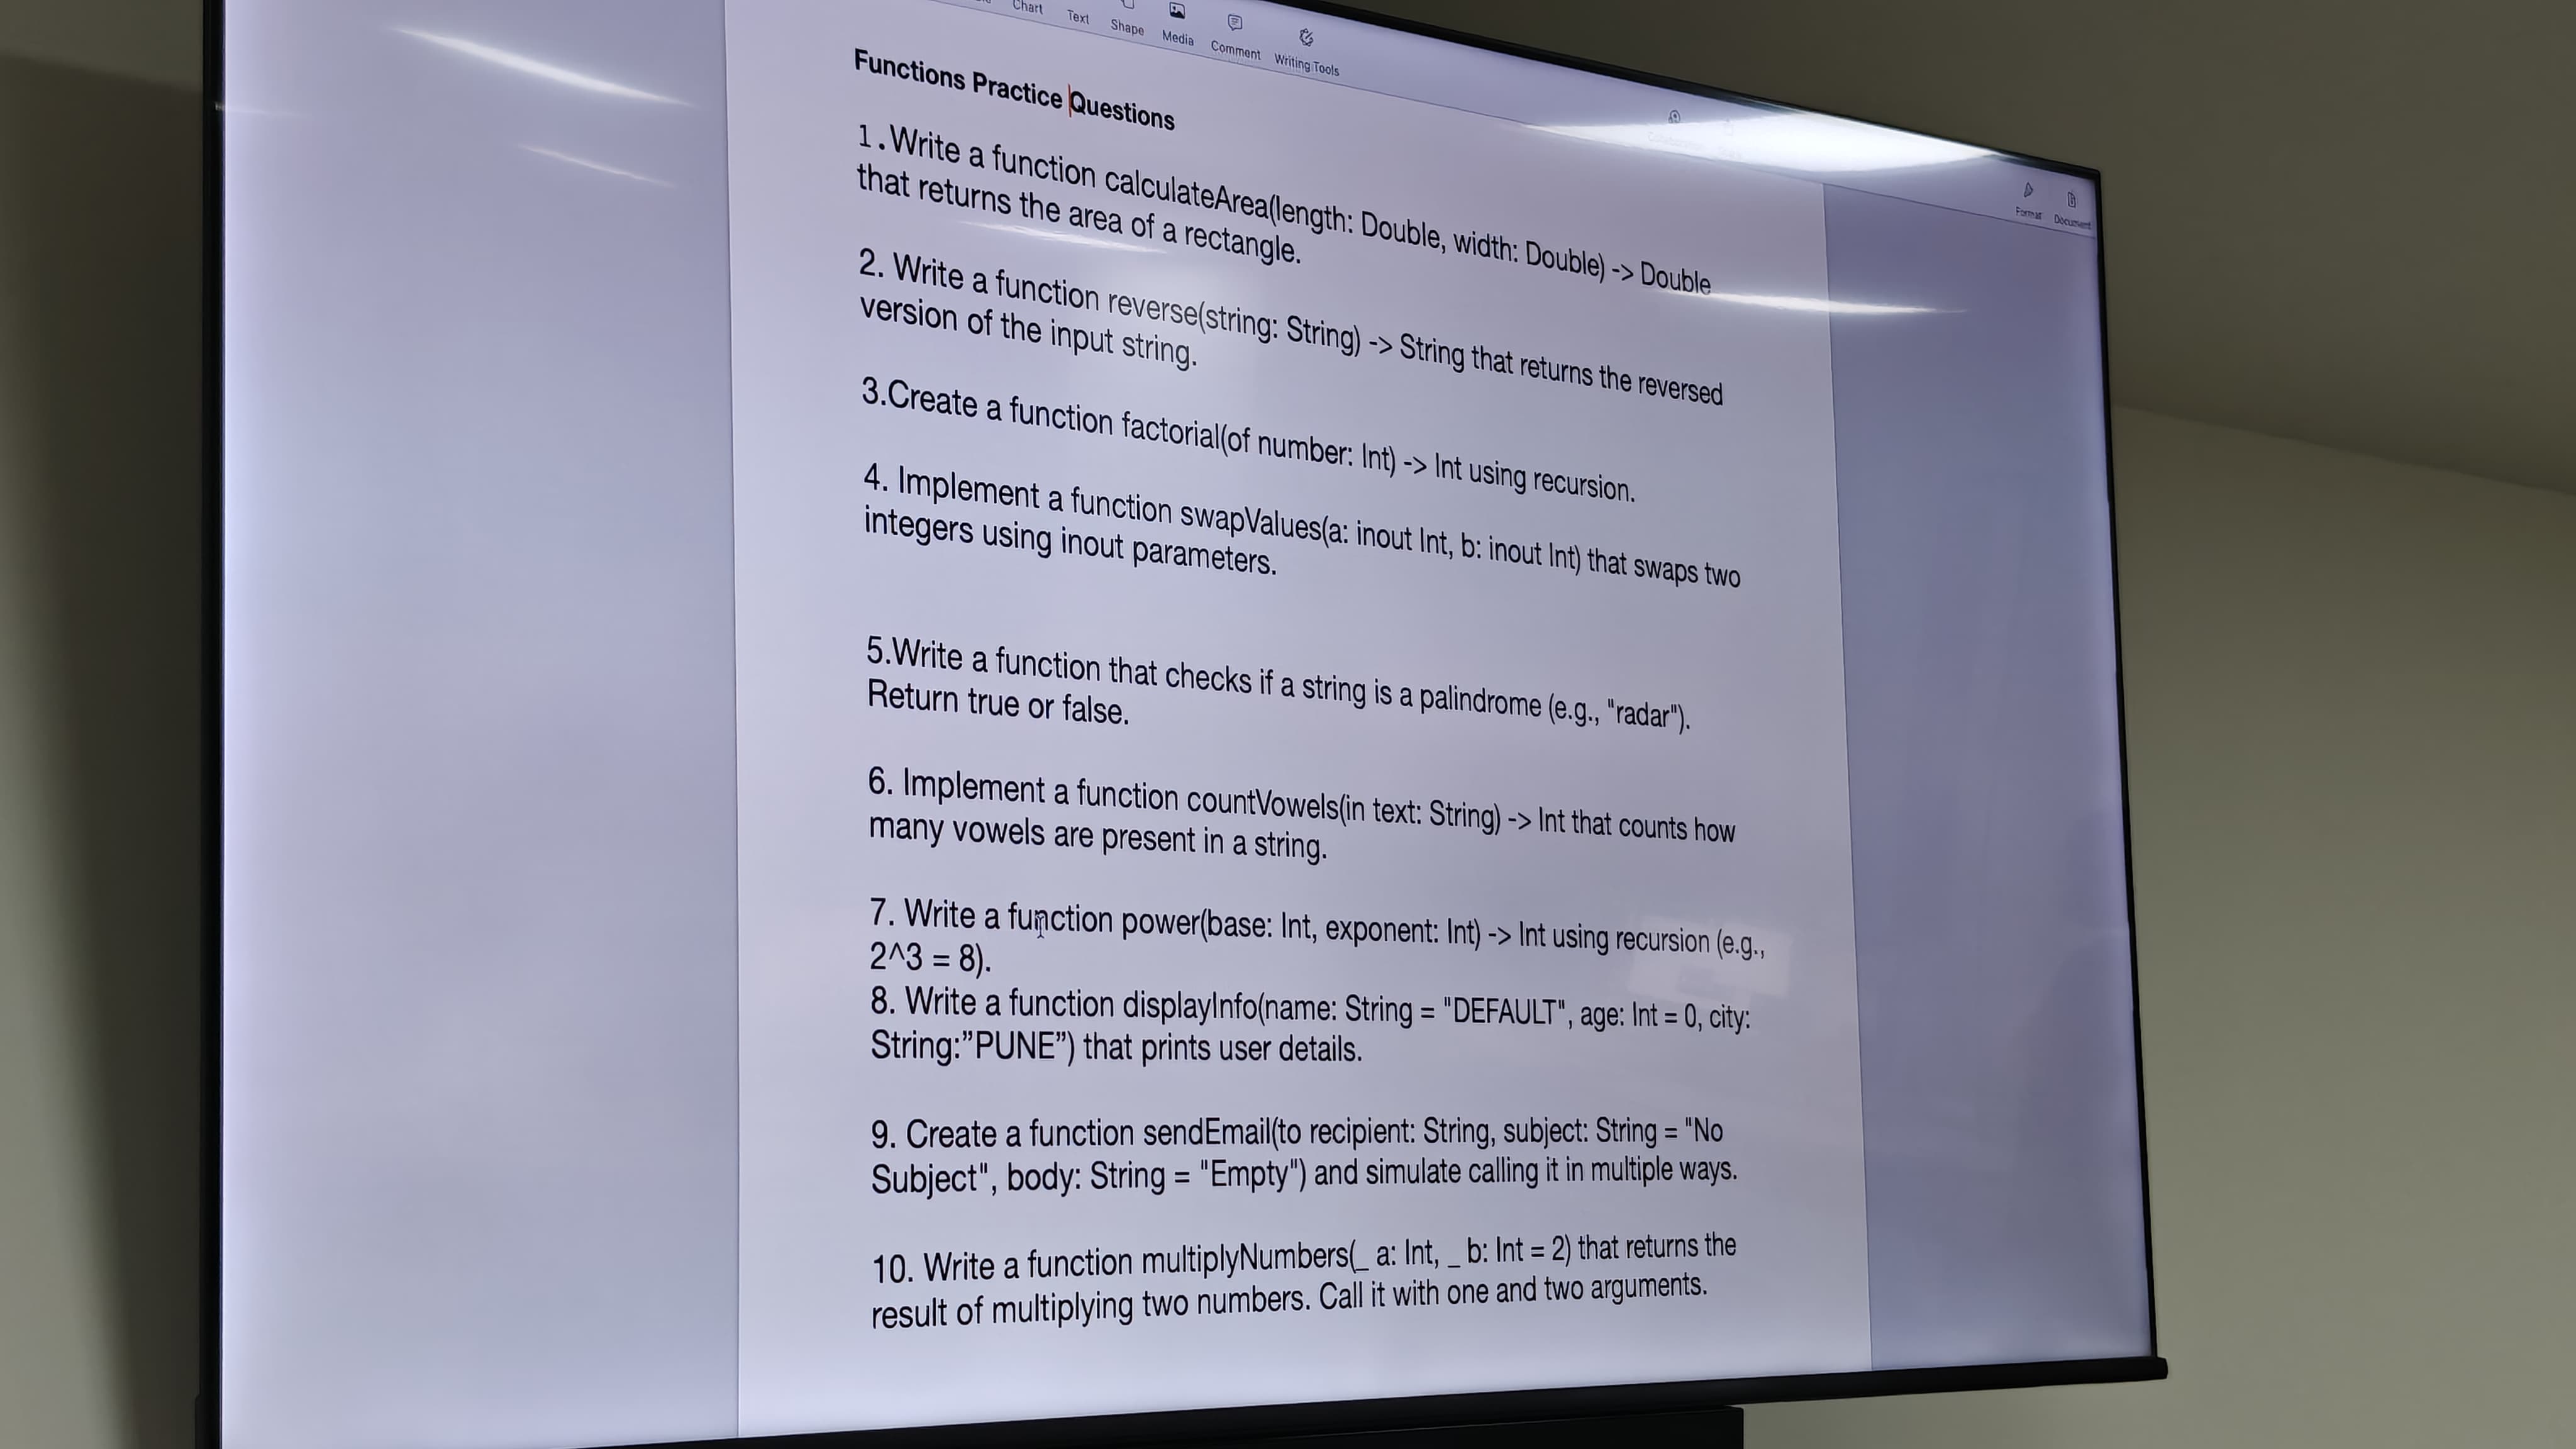 Chart
Text
Shape
Media
Comment
Writing Tools
Format
Document
Functions Practice Questions
1.Write a function calculateArea(length: Double, width: Double) -> Double
that returns the area of a rectangle.
2. Write a function reverse(string: String) -> String that returns the reversed
version of the input string.
3.Create a function factorial(of number: Int) -> Int using recursion.
4. Implement a function swapValues(a: inout Int, b: inout Int) that swaps two
integers using inout parameters.
5.Write a function that checks if a string is a palindrome (e.g., "radar").
Return true or false.
6. Implement a function countVowels(in text: String) -> Int that counts how
many vowels are present in a string.
7. Write a function power(base: Int, exponent: Int) -> Int using recursion (e.g.,
2^3 = 8).
8. Write a function displayInfo(name: String = "DEFAULT", age: Int = 0, city:
String:”PUNE”) that prints user details.
9. Create a function sendEmail(to recipient: String, subject: String = "No
Subject", body: String = "Empty") and simulate calling it in multiple ways.
10. Write a function multiplyNumbers(_ a: Int, _ b: Int = 2) that returns the
result of multiplying two numbers. Call it with one and two arguments.